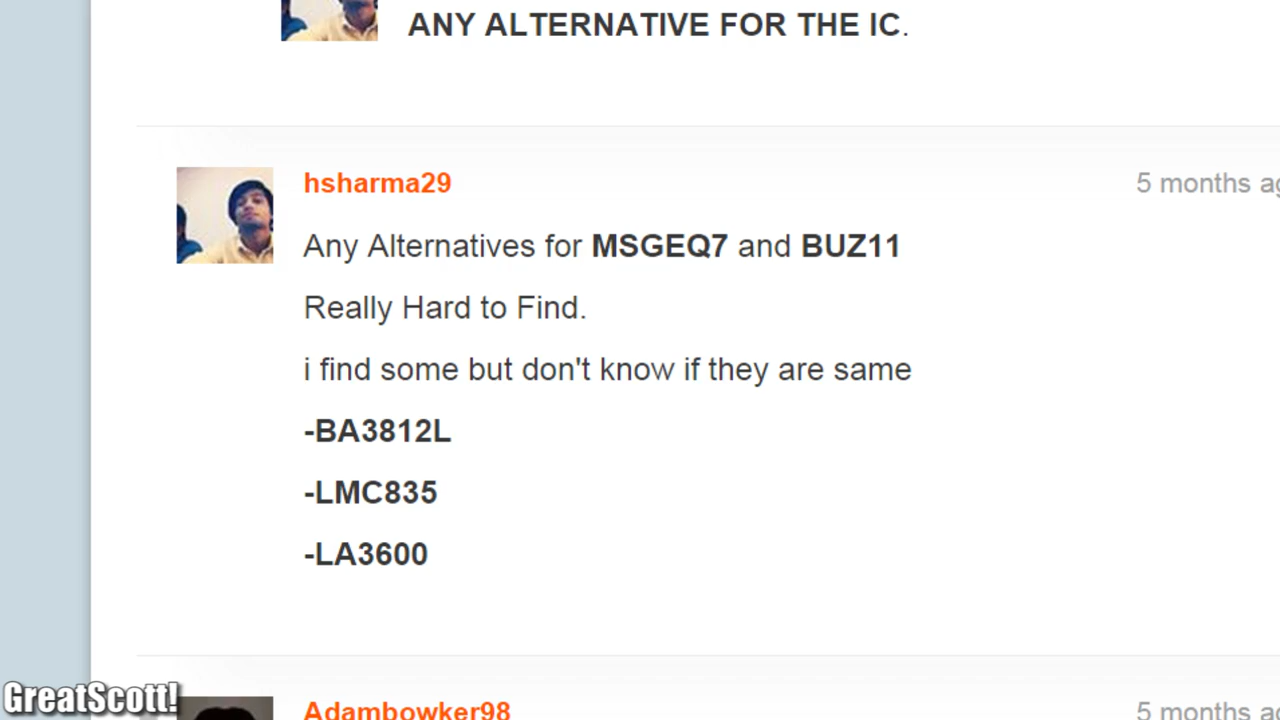 ANY ALTERNATIVE FOR THE IC.
hsharma29
5 months ag
Any Alternatives for MSGEQ7 and BUZ11
Really Hard to Find.
i find some but don't know if they are same
-BA3812L
-LMC835
-LA3600
GreatScott!
Adambowker98
5 months ag